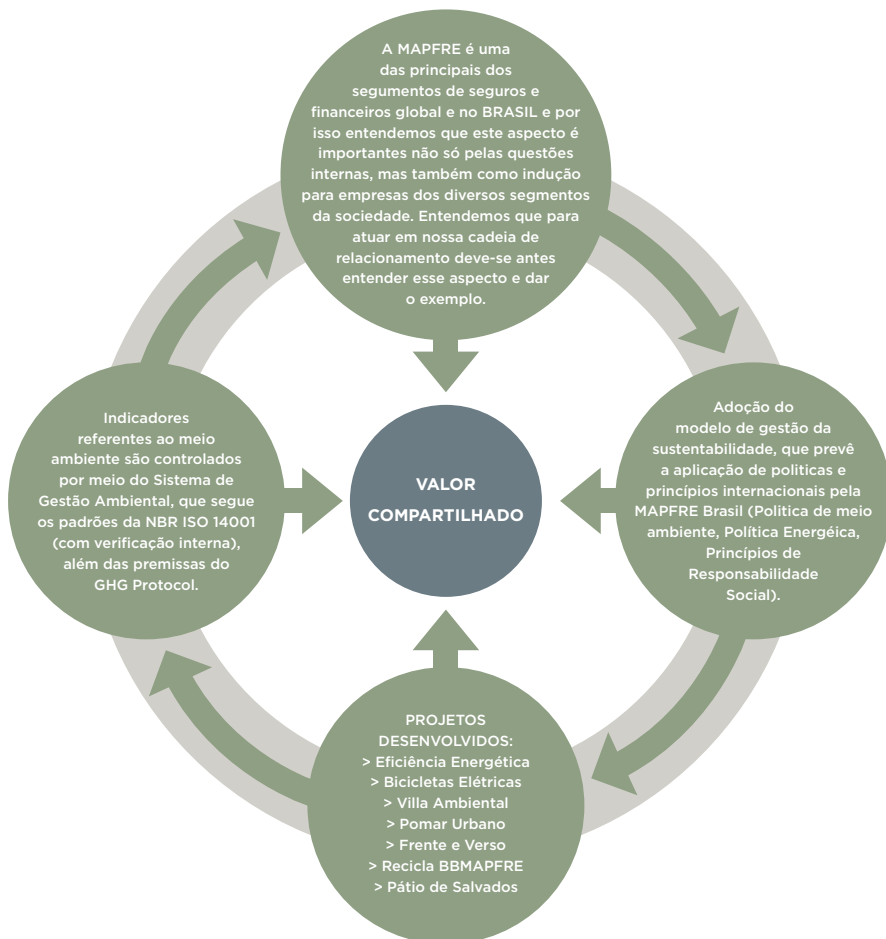 A MAPFRE é uma
das principais dos
segumentos de seguros e
financeiros global e no BRASIL e por
isso entendemos que este aspecto é
importantes não só pelas questões
internas, mas também como indução
para empresas dos diversos segmentos
da sociedade. Entendemos que para
atuar em nossa cadeia de
relacionamento deve-se antes
entender esse aspecto e dar
o exemplo.
Adoção do
modelo de gestão da
sustentabilidade, que prevê
a aplicação de politicas e
princípios internacionais pela
MAPFRE Brasil (Politica de meio
ambiente, Política Energéica,
Princípios de
Responsabilidade
Social).
PROJETOS
DESENVOLVIDOS:
> Eficiência Energética
> Bicicletas Elétricas
> Villa Ambiental
> Pomar Urbano
> Frente e Verso
> Recicla BBMAPFRE
> Pátio de Salvados
Indicadores
referentes ao meio
ambiente são controlados
por meio do Sistema de
Gestão Ambiental, que segue
os padrões da NBR ISO 14001
(com verificação interna),
além das premissas do
GHG Protocol.
VALOR
COMPARTILHADO